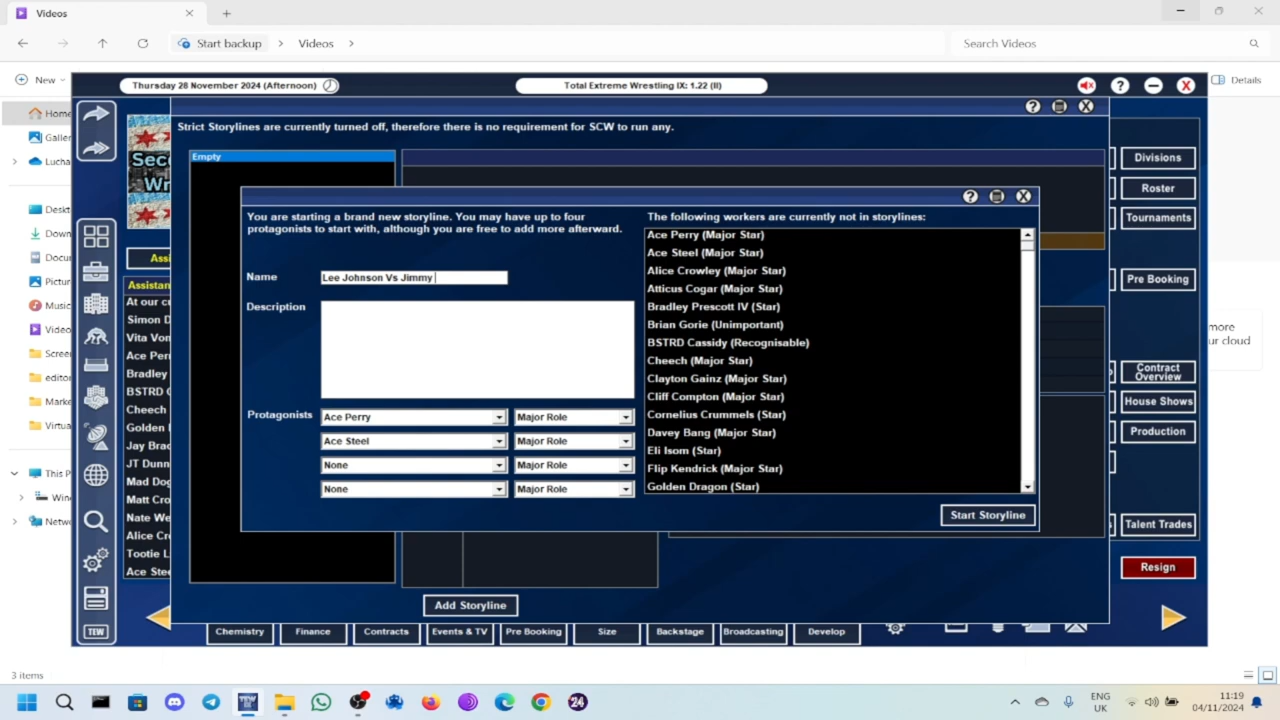 Videos
Start backup
Videos
Search Videos
New
Details
Thursday 28 November 2024 (Afternoon)
Total Extreme Wrestling IX: 1.22 (II)
Strict Storylines are currently turned off, therefore there is no requirement for SCW to run any.
Empty
You are starting a brand new storyline. You may have up to four
protagonists to start with, although you are free to add more afterward.
Name
Lee Johnson Vs Jimmy
Description
Protagonists
Ace Perry
Major Role
Ace Steel
Major Role
None
Major Role
None
Major Role
The following workers are currently not in storylines:
Ace Perry (Major Star)
Ace Steel (Major Star)
Alice Crowley (Major Star)
Atticus Cogar (Major Star)
Bradley Prescott IV (Star)
Brian Gorie (Unimportant)
BSTRD Cassidy (Recognisable)
Cheech (Major Star)
Clayton Gainz (Major Star)
Cliff Compton (Major Star)
Cornelius Crummels (Star)
Davey Bang (Major Star)
Eli Isom (Star)
Flip Kendrick (Major Star)
Golden Dragon (Star)
Start Storyline
Add Storyline
Divisions
Roster
Tournaments
Pre Booking
Contract
Overview
House Shows
Production
Talent Trades
Resign
more
ur cloud
Home
Galler
Lucha
Deskt
Down
Docu
Pictur
Music
Video
Screen
editor
Marke
Virtua
This P
Wind
Netwo
Sec
Wr
Assi
Assistan
At our cu
Simon D
Vita Von
Ace Perr
Bradley
BSTRD C
Cheech
Golden
Jay Brad
JT Dunn
Mad Dog
Matt Cro
Nate We
Alice Cr
Tootie L
Ace Stee
TEW
Chemistry
Finance
Contracts
Events & TV
Pre Booking
Size
Backstage
Broadcasting
Develop
3 items
24
ENG
UK
11:19
04/11/2024